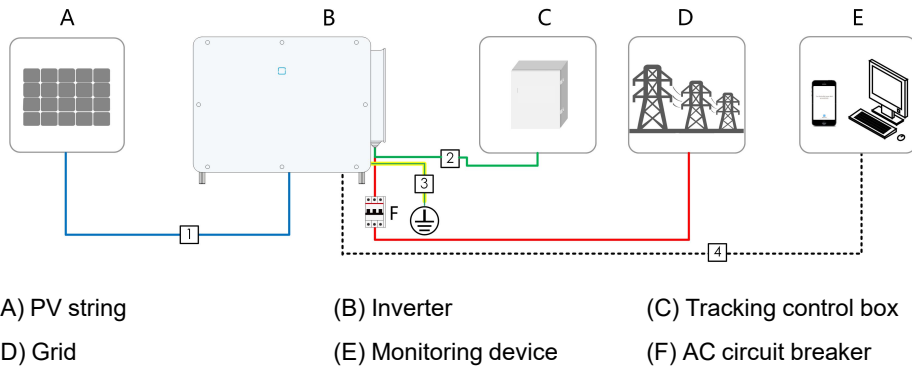 A B C D E
2
3
F
1
4
A) PV string (B) Inverter (C) Tracking control box
D) Grid (E) Monitoring device (F) AC circuit breaker